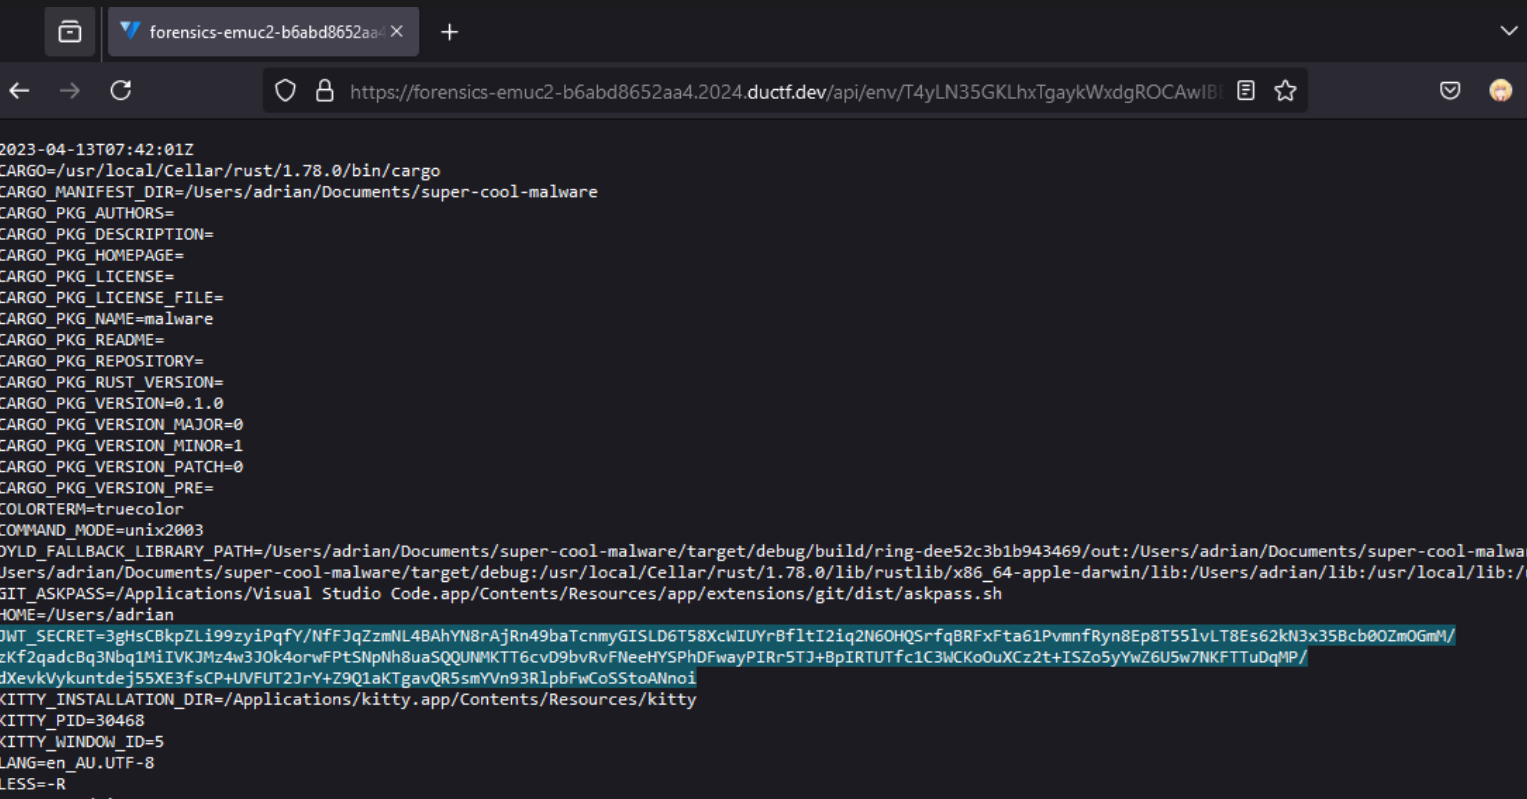 forensics-emuc2-b6abd8652aa4
https://forensics-emuc2-b6abd8652aa4.2024.ductf.dev/api/env/T4yLN35GKLhxTgaykWxdgROCAwIBE
2023-04-13T07:42:01Z
CARGO=/usr/local/Cellar/rust/1.78.0/bin/cargo
CARGO_MANIFEST_DIR=/Users/adrian/Documents/super-cool-malware
CARGO_PKG_AUTHORS=
CARGO_PKG_DESCRIPTION=
CARGO_PKG_HOMEPAGE=
CARGO_PKG_LICENSE=
CARGO_PKG_LICENSE_FILE=
CARGO_PKG_NAME=malware
CARGO_PKG_README=
CARGO_PKG_REPOSITORY=
CARGO_PKG_RUST_VERSION=
CARGO_PKG_VERSION=0.1.0
CARGO_PKG_VERSION_MAJOR=0
CARGO_PKG_VERSION_MINOR=1
CARGO_PKG_VERSION_PATCH=0
CARGO_PKG_VERSION_PRE=
COLORTERM=truecolor
COMMAND_MODE=unix2003
DYLD_FALLBACK_LIBRARY_PATH=/Users/adrian/Documents/super-cool-malware/target/debug/build/ring-dee52c3b1b943469/out:/Users/adrian/Documents/super-cool-malwa
Users/adrian/Documents/super-cool-malware/target/debug:/usr/local/Cellar/rust/1.78.0/lib/rustlib/x86_64-apple-darwin/lib:/Users/adrian/lib:/usr/local/lib:/
GIT_ASKPASS=/Applications/Visual Studio Code.app/Contents/Resources/app/extensions/git/dist/askpass.sh
HOME=/Users/adrian
JWT_SECRET=3gHsCBkpZLi99zyiPqfY/NfFJqZzmNL4BAhYN8rAjRn49baTcnmyGISLD6T58XcWIUYrBfltI2iq2N6OHQSrfqBRFxFta61PvmnfRyn8Ep8T55lvLT8Es62kN3x35Bcb0OZmOGmM/
zKf2qadcBq3Nbq1MiIVKJMz4w3JOk4orwFPtSNpNh8uaSQQUNMKTT6cvD9bvRvFNeeHYSPhDFwayPIRr5TJ+BpIRTUTfc1C3WCKoOuXCz2t+ISZo5yYwZ6U5w7NKFTTuDqMP/
dXevkVykuntdej55XE3fsCP+UVFUT2JrY+Z9Q1aKTgavQR5smYVn93RlpbFwCoSStoANnoi
KITTY_INSTALLATION_DIR=/Applications/kitty.app/Contents/Resources/kitty
KITTY_PID=30468
KITTY_WINDOW_ID=5
LANG=en_AU.UTF-8
LESS=-R